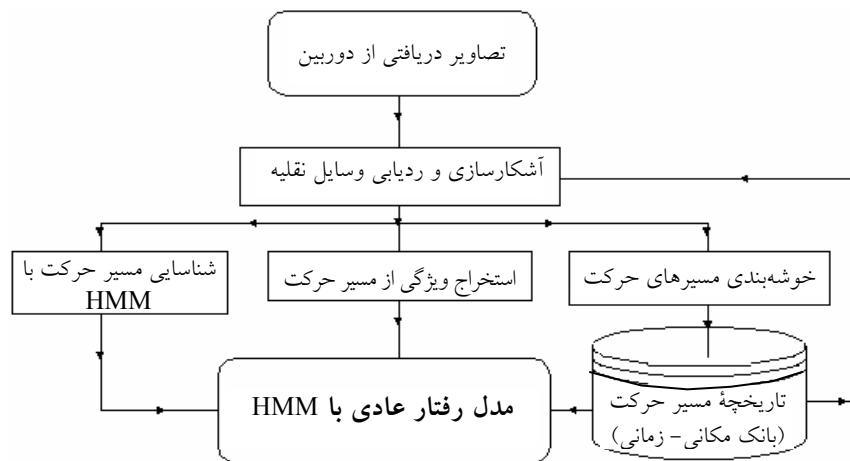 تصاویر دریافتی از دوربین
آشکارسازی و ردیابی وسایل نقلیه
خوشه‌بندی مسیرهای حرکت
استخراج ویژگی از مسیر حرکت
شناسایی مسیر حرکت با
HMM
تاریخچهٔ مسیر حرکت
(بانک مکانی- زمانی)
مدل رفتار عادی با HMM